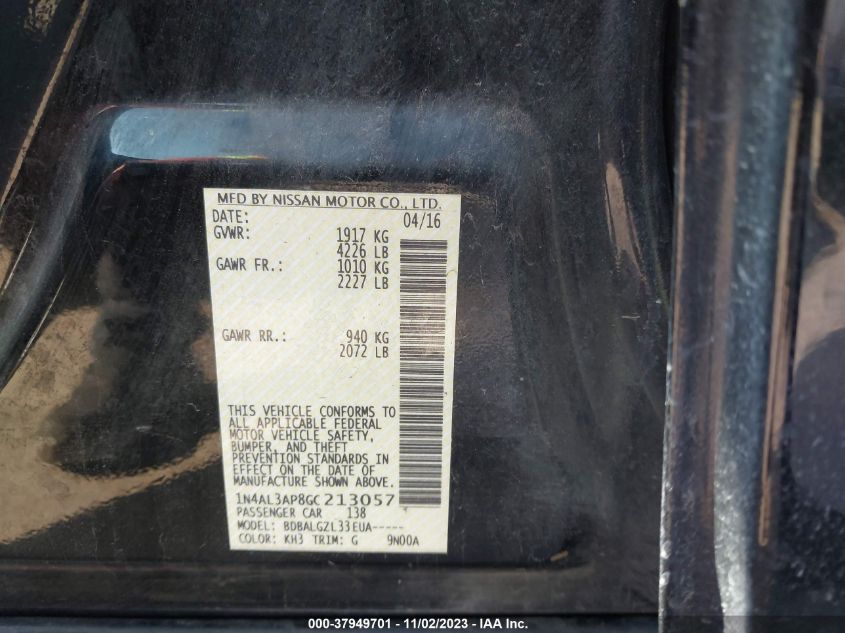 MFD BY NISSAN MOTOR CO., LTD.
DATE: 04/16
GVWR: 1917 KG
4226 LB
GAWR FR.: 1010 KG
2227 LB
GAWR RR.: 940 KG
2072 LB
THIS VEHICLE CONFORMS TO
ALL APPLICABLE FEDERAL
MOTOR VEHICLE SAFETY,
BUMPER, AND THEFT
PREVENTION STANDARDS IN
EFFECT ON THE DATE OF
MANUFACTURE SHOWN ABOVE.
1N4AL3AP8GC213057
PASSENGER CAR 138
MODEL: BDBALGZL33EUA-----
COLOR: KH3 TRIM: G 9N00A
000-37949701 - 11/02/2023 - IAA Inc.